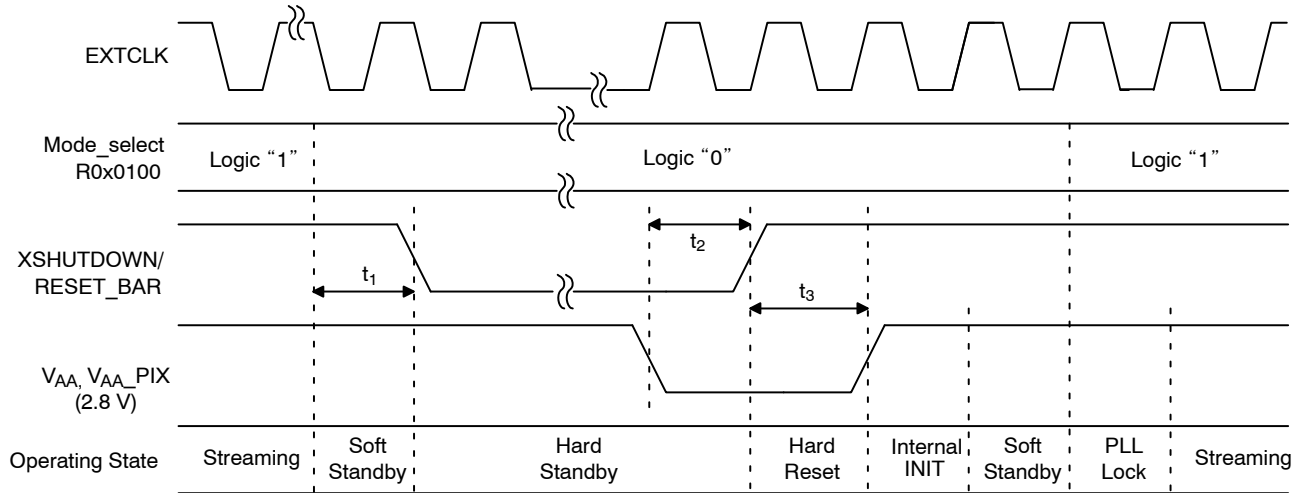 EXTCLK
Mode_select
R0x0100
Logic “1”
Logic “0”
Logic “1”
XSHUTDOWN/
RESET_BAR
t1
t2
t3
VAA, VAA_PIX
(2.8 V)
Operating State
Streaming
Soft
Standby
Hard
Standby
Hard
Reset
Internal
INIT
Soft
Standby
PLL
Lock
Streaming